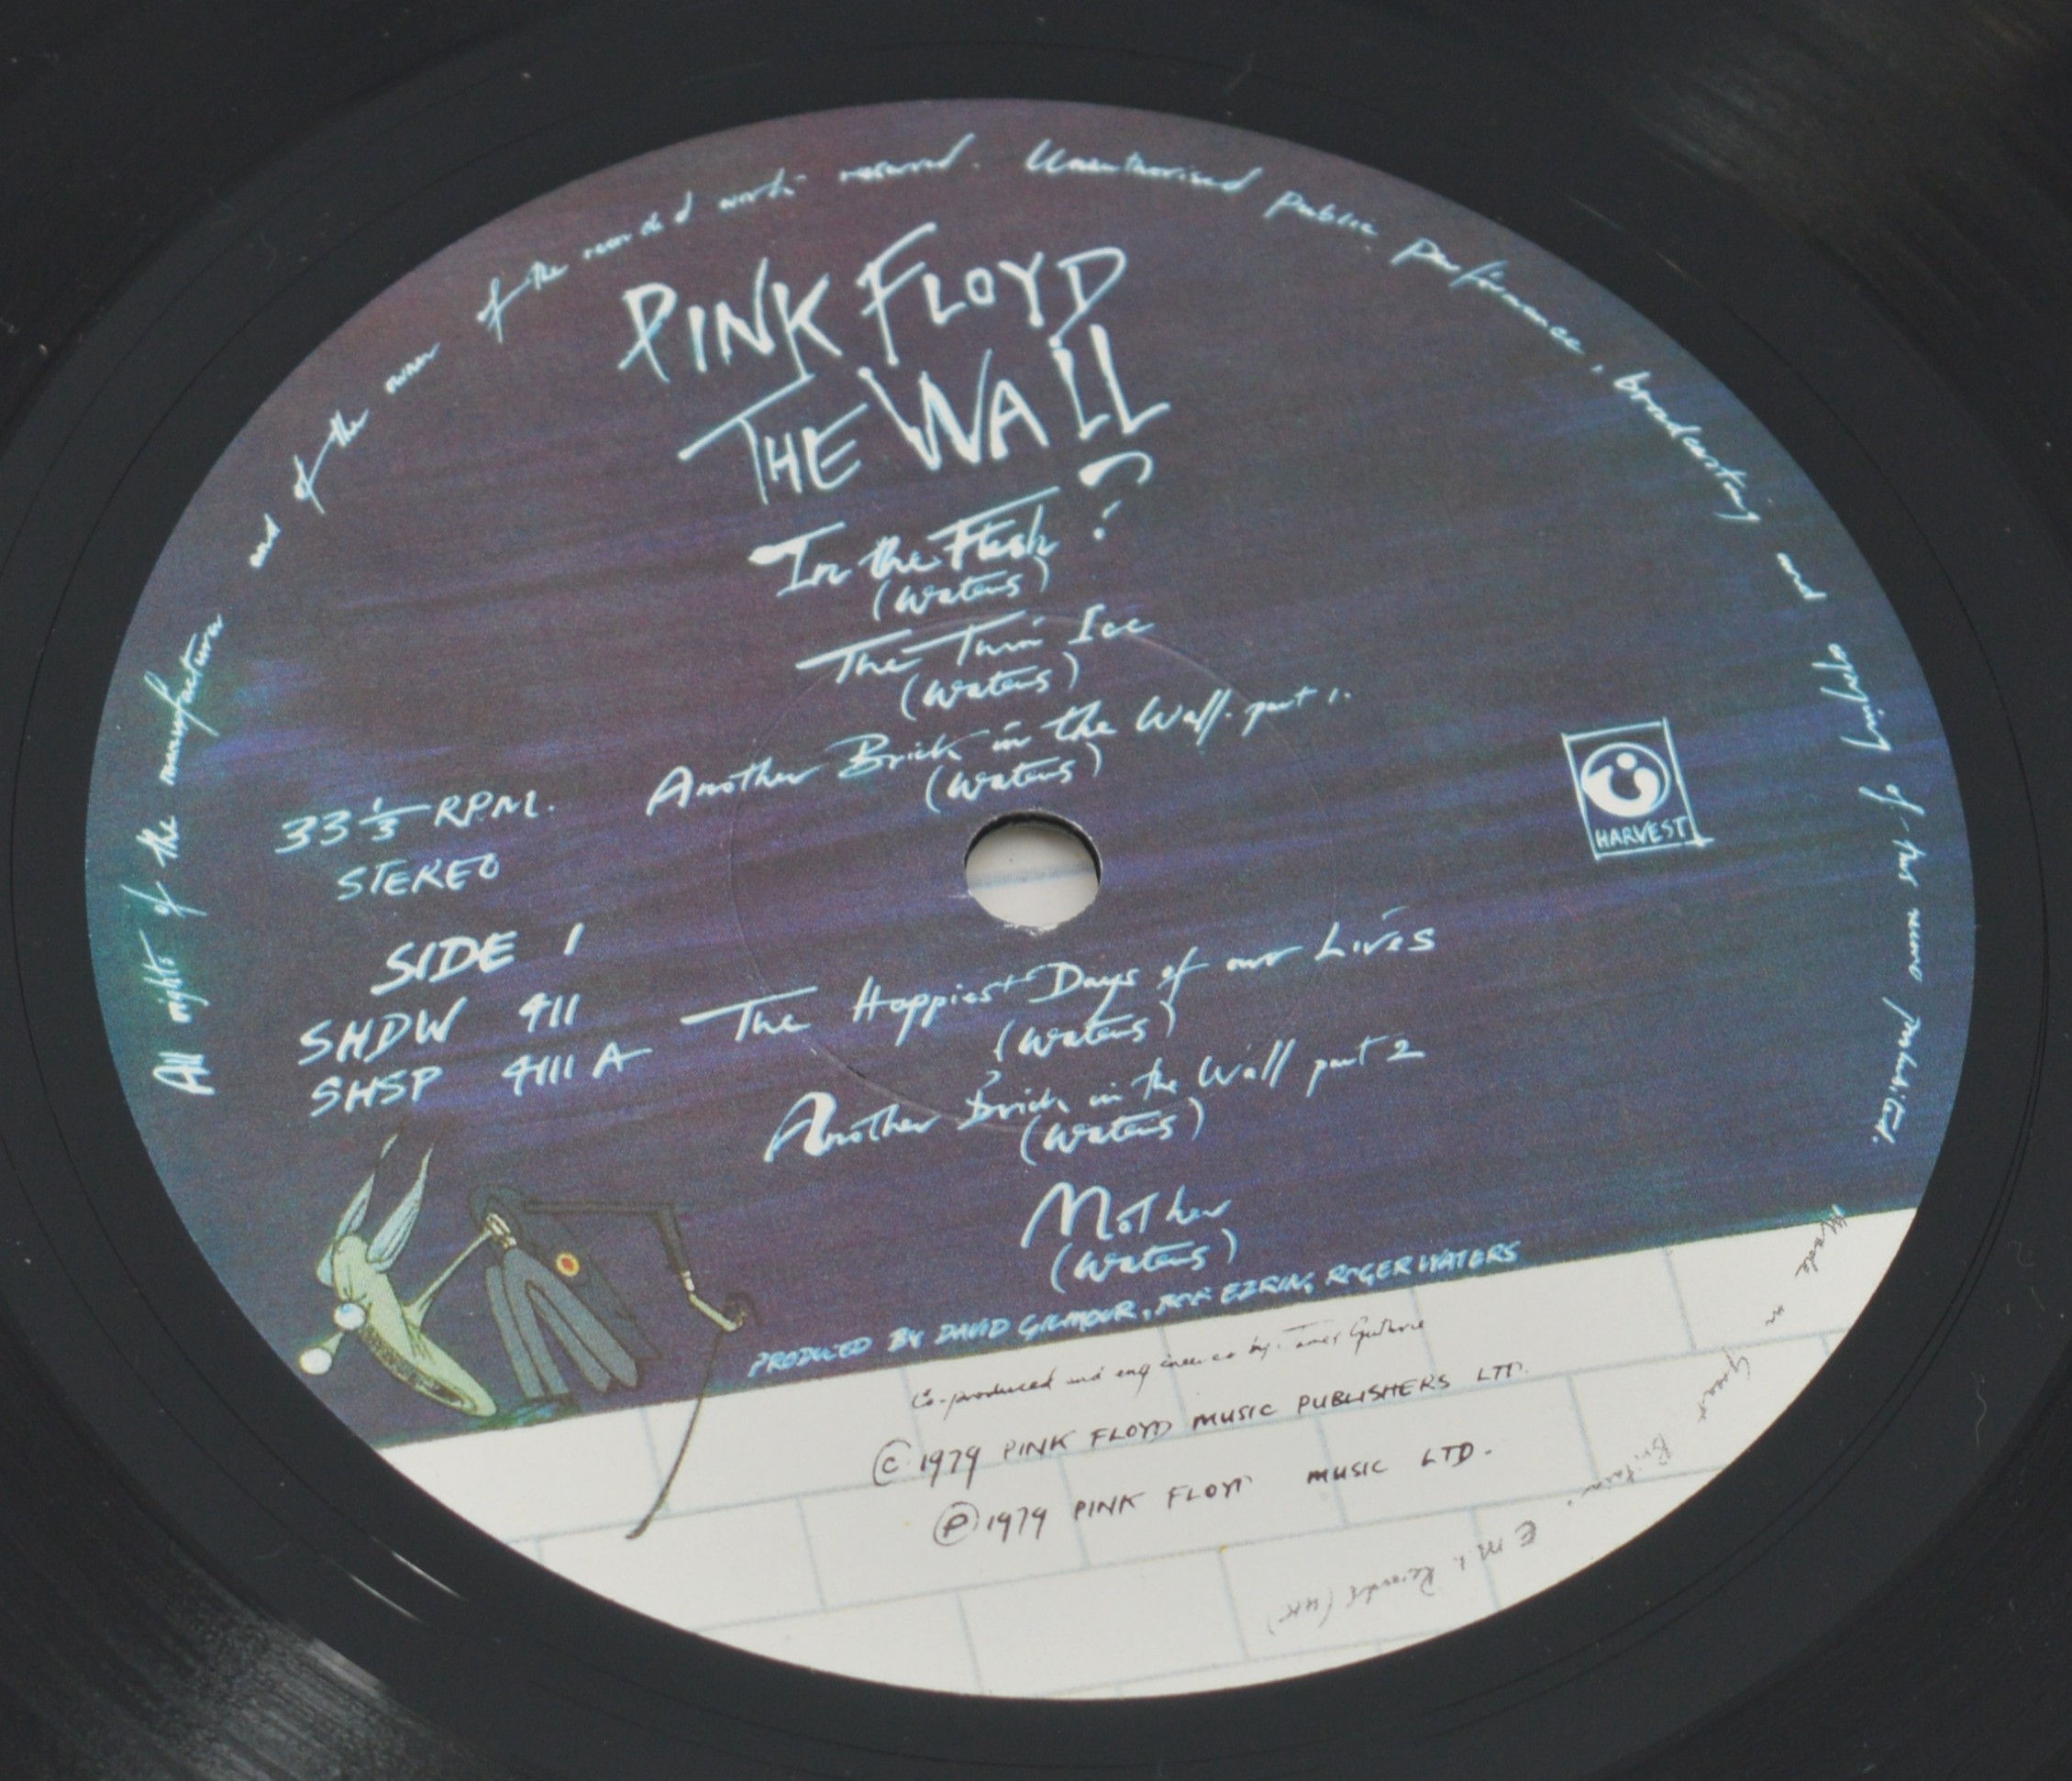 All rights of the manufacturer and of the owner of the recorded work reserved. Unauthorised public performance, broadcasting and copying of this record prohibited.
PINK FLOYD
THE WALL
In the Flesh ?
(Waters)
The Thin Ice
(Waters)
Another Brick in the Wall. part 1.
(Waters)
33 1/3 RPM.
STEREO
HARVEST
SIDE 1
SHDW 411
SHSP 4111 A
The Happiest Days of our Lives
(Waters)
Another Brick in the Wall part 2
(Waters)
Mother
(Waters)
PRODUCED BY DAVID GILMOUR, BOB EZRIN, ROGER WATERS
Co-produced and engineered by: James Guthrie
© 1979 PINK FLOYD MUSIC PUBLISHERS LTD.
℗ 1979 PINK FLOYD MUSIC LTD.
Made in Great Britain. EMI. Records (UK)